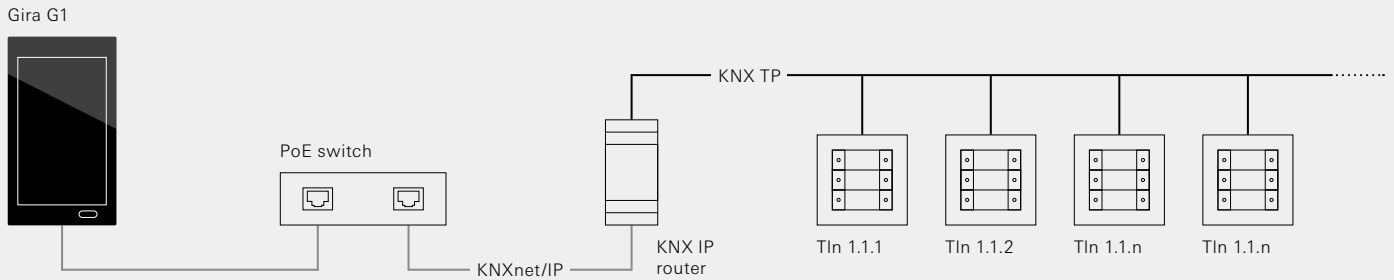 Gira G1
KNX TP
PoE switch
KNX IP
router
KNXnet/IP
Tln 1.1.1
Tln 1.1.2
Tln 1.1.n
Tln 1.1.n